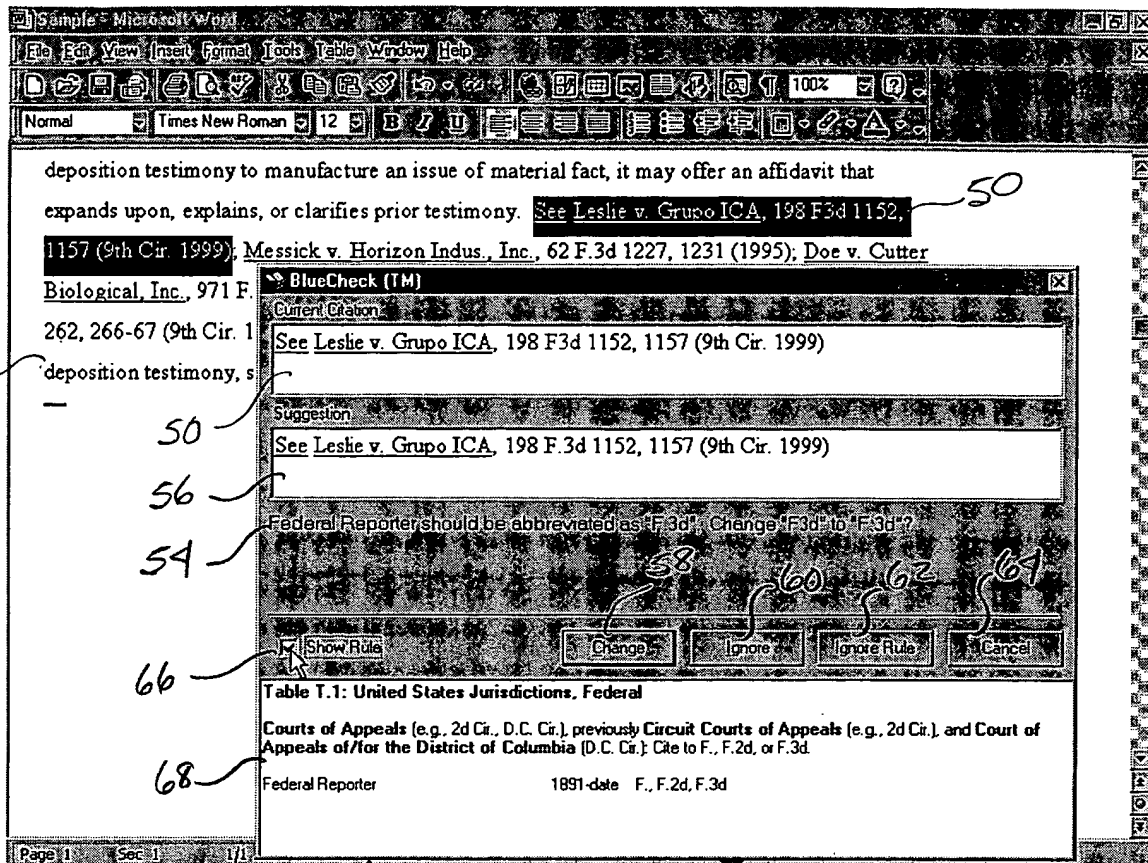 Sample - Microsoft Word
File Edit View Insert Format Tools Table Window Help
100%
Normal Times New Roman 12 B I U A
deposition testimony to manufacture an issue of material fact, it may offer an affidavit that
expands upon, explains, or clarifies prior testimony. See Leslie v. Grupo ICA, 198 F3d 1152,
50
1157 (9th Cir. 1999); Messick v. Horizon Indus., Inc., 62 F.3d 1227, 1231 (1995); Doe v. Cutter
Biological, Inc., 971 F.
262, 266-67 (9th Cir. 1
deposition testimony, s
BlueCheck (TM)
Current Citation
See Leslie v. Grupo ICA, 198 F3d 1152, 1157 (9th Cir. 1999)
50
Suggestion
See Leslie v. Grupo ICA, 198 F.3d 1152, 1157 (9th Cir. 1999)
56
Federal Reporter should be abbreviated as "F.3d". Change "F3d" to "F.3d"?
54
58 60 62 64
Show Rule Change Ignore Ignore Rule Cancel
66
Table T.1: United States Jurisdictions, Federal
Courts of Appeals (e.g., 2d Cir., D.C. Cir.), previously Circuit Courts of Appeals (e.g., 2d Cir.), and Court of
Appeals of/for the District of Columbia (D.C. Cir.): Cite to F., F.2d, or F.3d.
68
Federal Reporter 1891-date F., F.2d, F.3d
Page 1 Sec 1 1/1